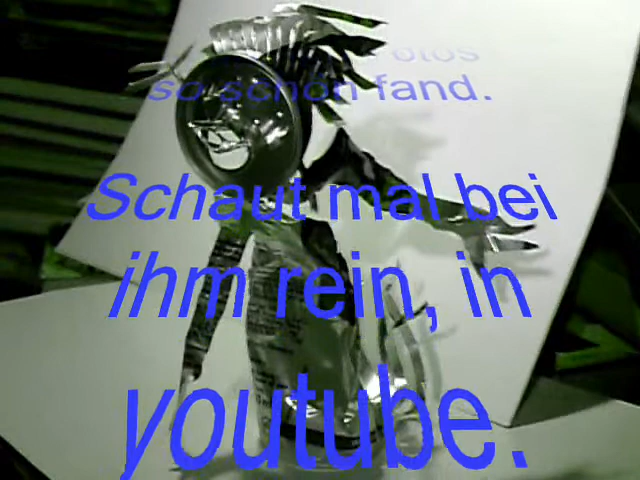 so schön fand.
Schaut mal bei
ihm rein, in
youtube.